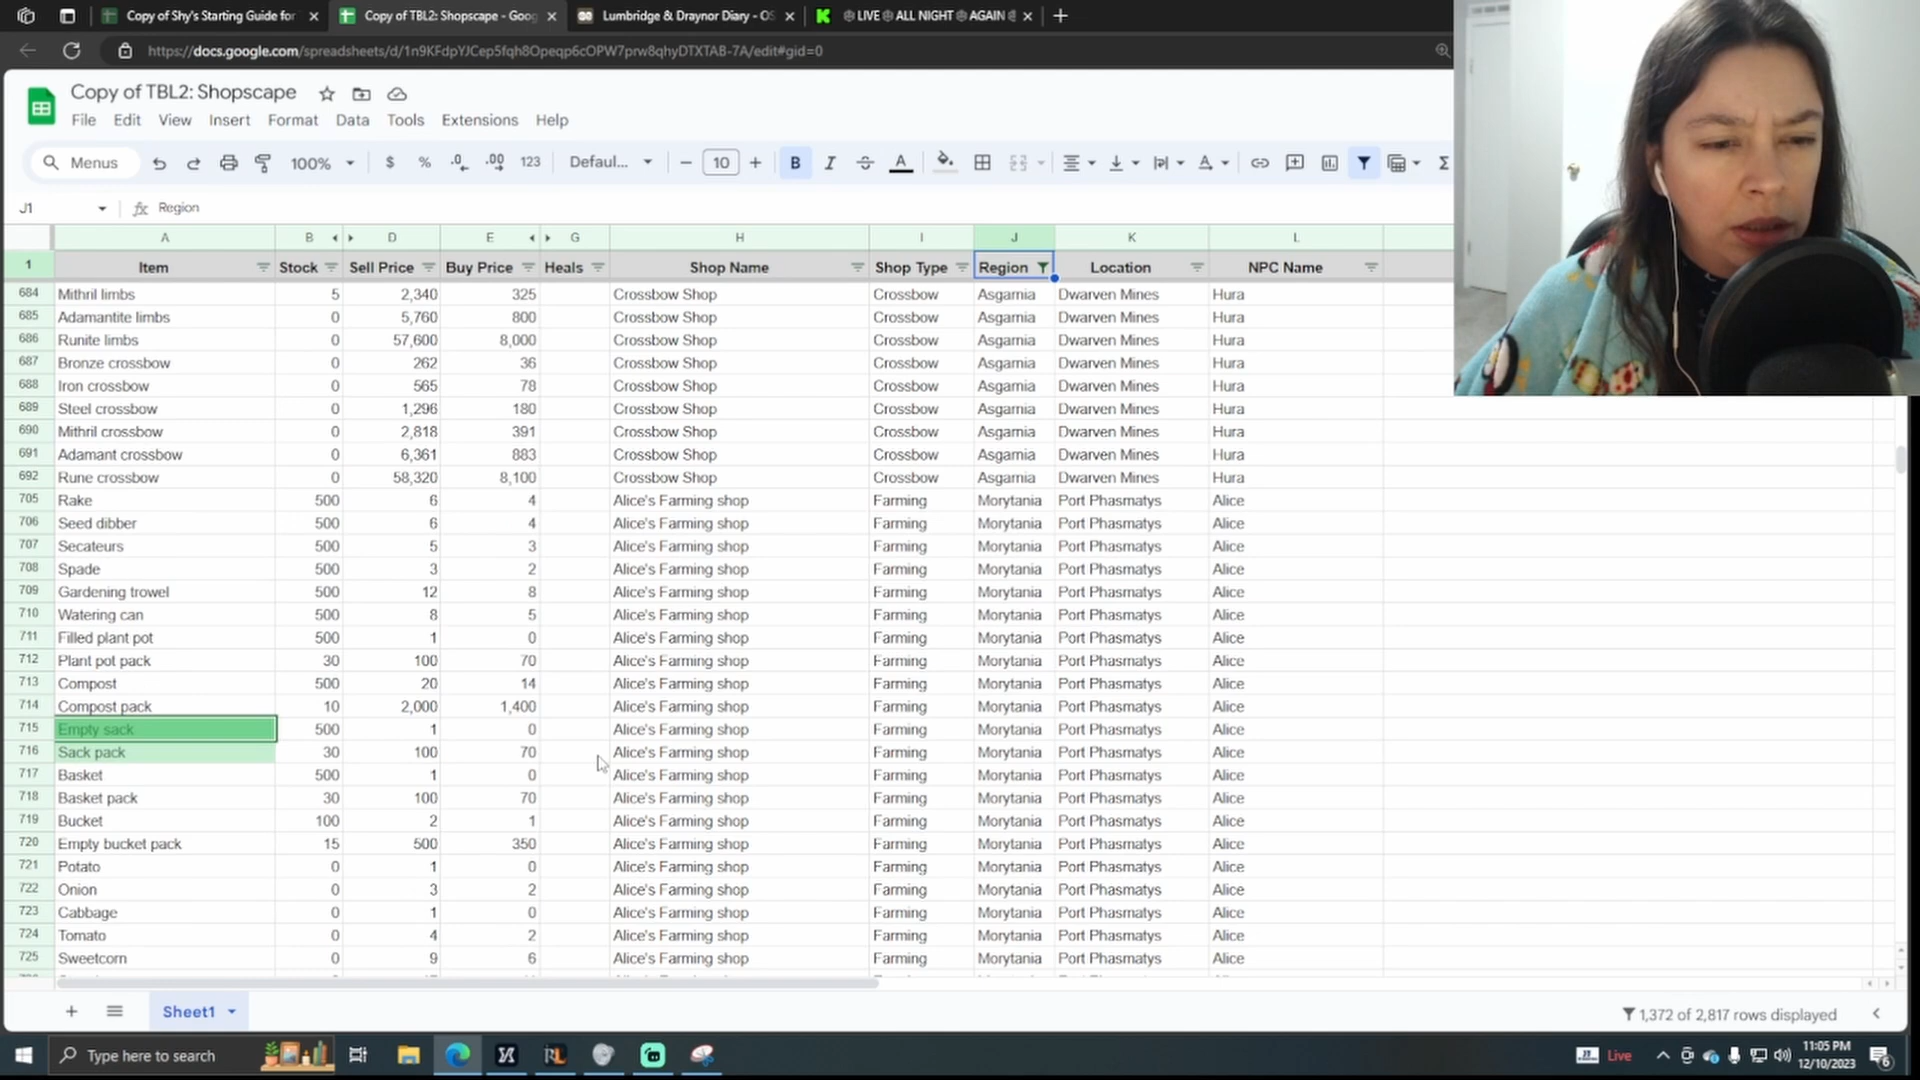 Copy of Shy's Starting Guide for
Copy of TBL2: Shopscape - Goog
Lumbridge & Draynor Diary - OS
LIVE ALL NIGHT AGAIN
https://docs.google.com/spreadsheets/d/1n9KFdpYJCep5fqh8Opeqp6cOPW7prw8qhyDTXTAB-7A/edit#gid=0
Copy of TBL2: Shopscape
File Edit View Insert Format Data Tools Extensions Help
Menus 100% $ % .0 .00 123 Defaul... 10 B I A
J1 Region
A B D E G H I J K L
1 Item Stock Sell Price Buy Price Heals Shop Name Shop Type Region Location NPC Name
684 Mithril limbs 5 2,340 325 Crossbow Shop Crossbow Asgarnia Dwarven Mines Hura
685 Adamantite limbs 0 5,760 800 Crossbow Shop Crossbow Asgarnia Dwarven Mines Hura
686 Runite limbs 0 57,600 8,000 Crossbow Shop Crossbow Asgarnia Dwarven Mines Hura
687 Bronze crossbow 0 262 36 Crossbow Shop Crossbow Asgarnia Dwarven Mines Hura
688 Iron crossbow 0 565 78 Crossbow Shop Crossbow Asgarnia Dwarven Mines Hura
689 Steel crossbow 0 1,296 180 Crossbow Shop Crossbow Asgarnia Dwarven Mines Hura
690 Mithril crossbow 0 2,818 391 Crossbow Shop Crossbow Asgarnia Dwarven Mines Hura
691 Adamant crossbow 0 6,361 883 Crossbow Shop Crossbow Asgarnia Dwarven Mines Hura
692 Rune crossbow 0 58,320 8,100 Crossbow Shop Crossbow Asgarnia Dwarven Mines Hura
705 Rake 500 6 4 Alice's Farming shop Farming Morytania Port Phasmatys Alice
706 Seed dibber 500 6 4 Alice's Farming shop Farming Morytania Port Phasmatys Alice
707 Secateurs 500 5 3 Alice's Farming shop Farming Morytania Port Phasmatys Alice
708 Spade 500 3 2 Alice's Farming shop Farming Morytania Port Phasmatys Alice
709 Gardening trowel 500 12 8 Alice's Farming shop Farming Morytania Port Phasmatys Alice
710 Watering can 500 8 5 Alice's Farming shop Farming Morytania Port Phasmatys Alice
711 Filled plant pot 500 1 0 Alice's Farming shop Farming Morytania Port Phasmatys Alice
712 Plant pot pack 30 100 70 Alice's Farming shop Farming Morytania Port Phasmatys Alice
713 Compost 500 20 14 Alice's Farming shop Farming Morytania Port Phasmatys Alice
714 Compost pack 10 2,000 1,400 Alice's Farming shop Farming Morytania Port Phasmatys Alice
715 Empty sack 500 1 0 Alice's Farming shop Farming Morytania Port Phasmatys Alice
716 Sack pack 30 100 70 Alice's Farming shop Farming Morytania Port Phasmatys Alice
717 Basket 500 1 0 Alice's Farming shop Farming Morytania Port Phasmatys Alice
718 Basket pack 30 100 70 Alice's Farming shop Farming Morytania Port Phasmatys Alice
719 Bucket 100 2 1 Alice's Farming shop Farming Morytania Port Phasmatys Alice
720 Empty bucket pack 15 500 350 Alice's Farming shop Farming Morytania Port Phasmatys Alice
721 Potato 0 1 0 Alice's Farming shop Farming Morytania Port Phasmatys Alice
722 Onion 0 3 2 Alice's Farming shop Farming Morytania Port Phasmatys Alice
723 Cabbage 0 1 0 Alice's Farming shop Farming Morytania Port Phasmatys Alice
724 Tomato 0 4 2 Alice's Farming shop Farming Morytania Port Phasmatys Alice
725 Sweetcorn 0 9 6 Alice's Farming shop Farming Morytania Port Phasmatys Alice
Sheet1 1,372 of 2,817 rows displayed
Type here to search Live 11:05 PM
12/10/2023 6